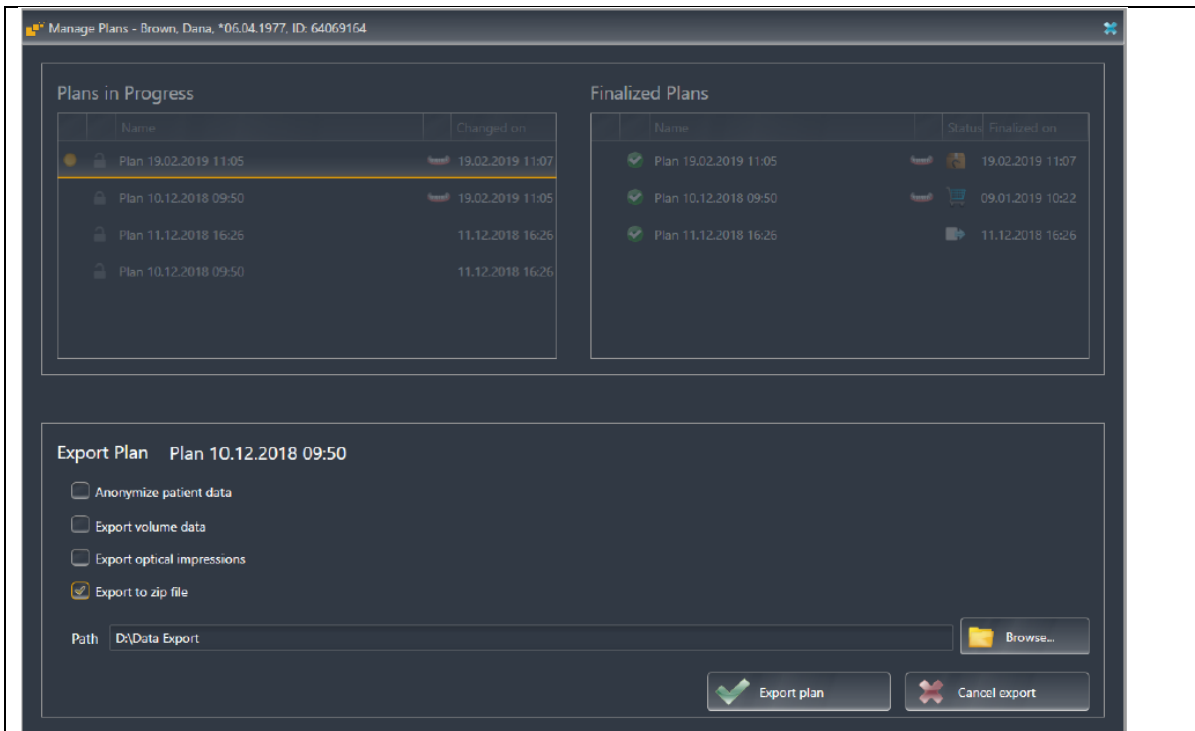 Manage Plans - Brown, Dana, *06.04.1977, ID: 64069164
Plans in Progress
Name Changed on
Plan 19.02.2019 11:05 19.02.2019 11:07
Plan 10.12.2018 09:50 19.02.2019 11:05
Plan 11.12.2018 16:26 11.12.2018 16:26
Plan 10.12.2018 09:50 11.12.2018 16:26
Finalized Plans
Name Status Finalized on
Plan 19.02.2019 11:05 19.02.2019 11:07
Plan 10.12.2018 09:50 09.01.2019 10:22
Plan 11.12.2018 16:26 11.12.2018 16:26
Export Plan Plan 10.12.2018 09:50
Anonymize patient data
Export volume data
Export optical impressions
Export to zip file
Path D:\Data Export Browse...
Export plan Cancel export